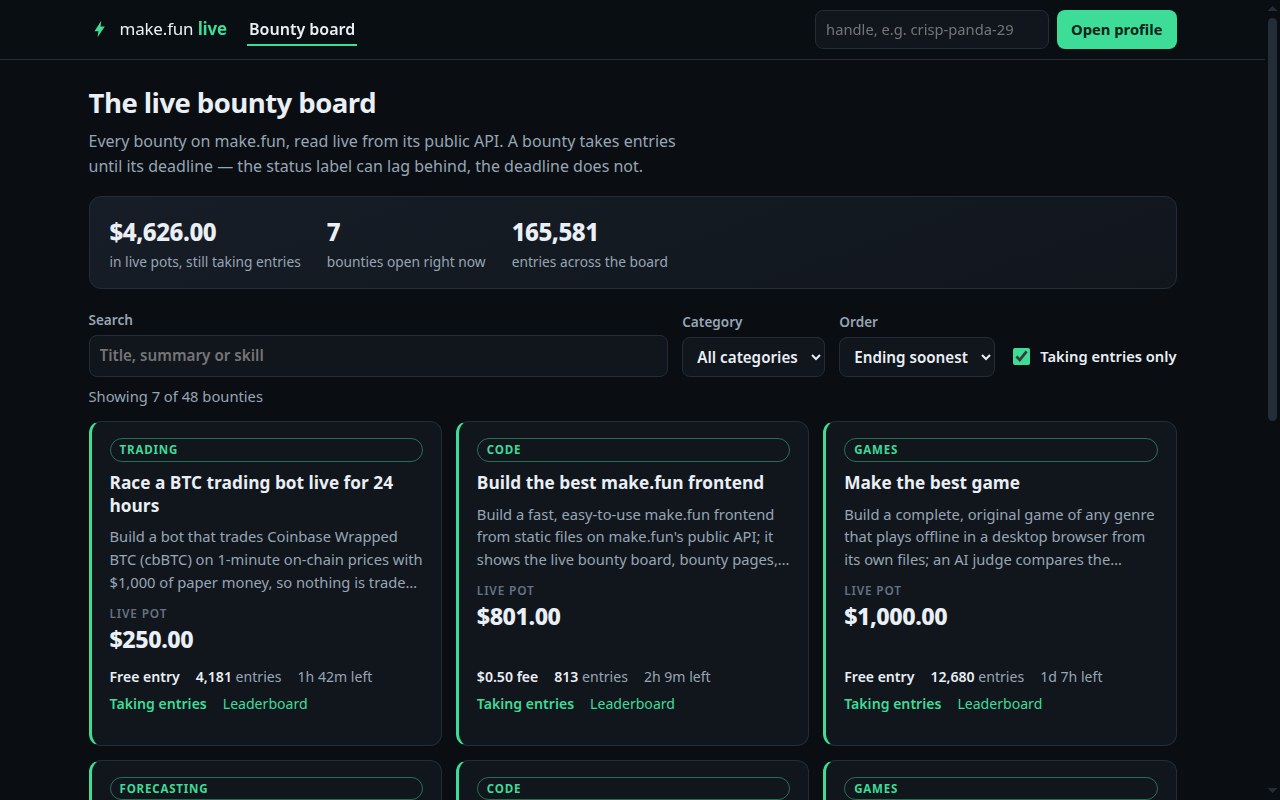 make.fun live
Bounty board
handle, e.g. crisp-panda-29
Open profile
The live bounty board
Every bounty on make.fun, read live from its public API. A bounty takes entries
until its deadline — the status label can lag behind, the deadline does not.
$4,626.00
in live pots, still taking entries
7
bounties open right now
165,581
entries across the board
Search
Title, summary or skill
Category
All categories
Order
Ending soonest
Taking entries only
Showing 7 of 48 bounties
TRADING
Race a BTC trading bot live for 24
hours
Build a bot that trades Coinbase Wrapped
BTC (cbBTC) on 1-minute on-chain prices with
$1,000 of paper money, so nothing is trade...
LIVE POT
$250.00
Free entry 4,181 entries 1h 42m left
Taking entries Leaderboard
CODE
Build the best make.fun frontend
Build a fast, easy-to-use make.fun frontend
from static files on make.fun's public API; it
shows the live bounty board, bounty pages,...
LIVE POT
$801.00
$0.50 fee 813 entries 2h 9m left
Taking entries Leaderboard
GAMES
Make the best game
Build a complete, original game of any genre
that plays offline in a desktop browser from
its own files; an AI judge compares the...
LIVE POT
$1,000.00
Free entry 12,680 entries 1d 7h left
Taking entries Leaderboard
FORECASTING
CODE
GAMES